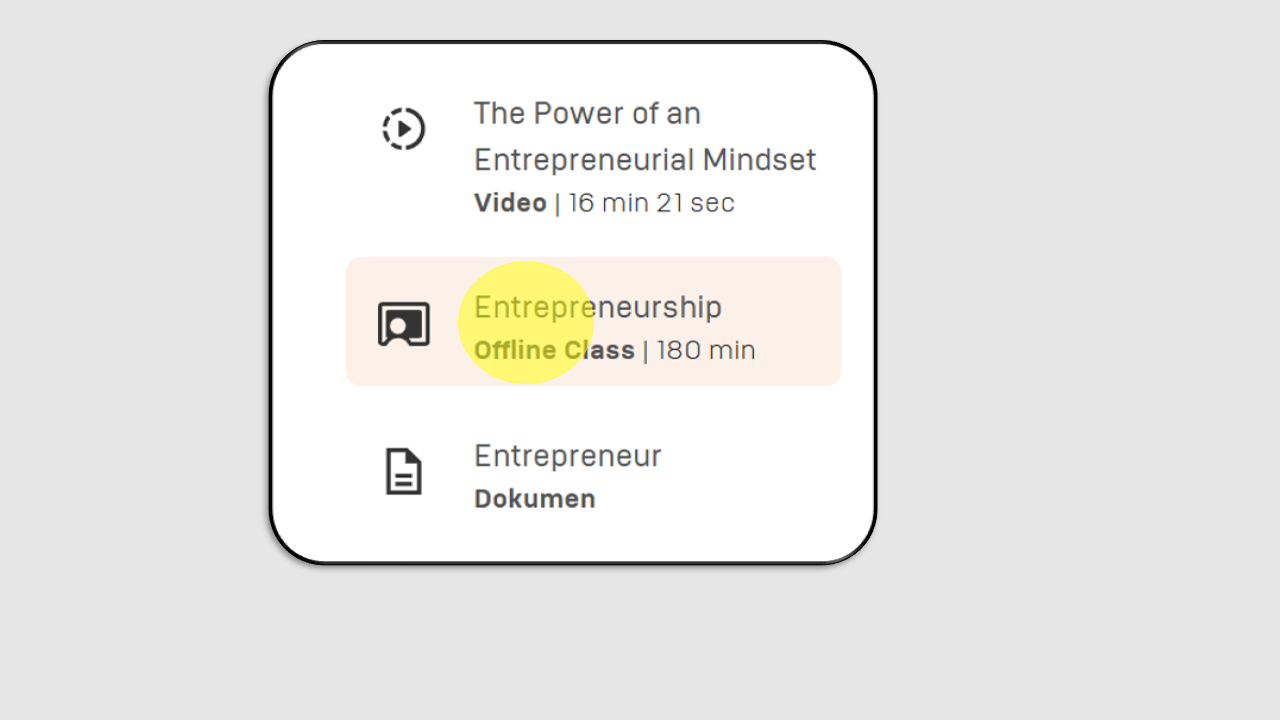 The Power of an
Entrepreneurial Mindset
Video | 16 min 21 sec
Entrepreneurship
Offline Class | 180 min
Entrepreneur
Dokumen